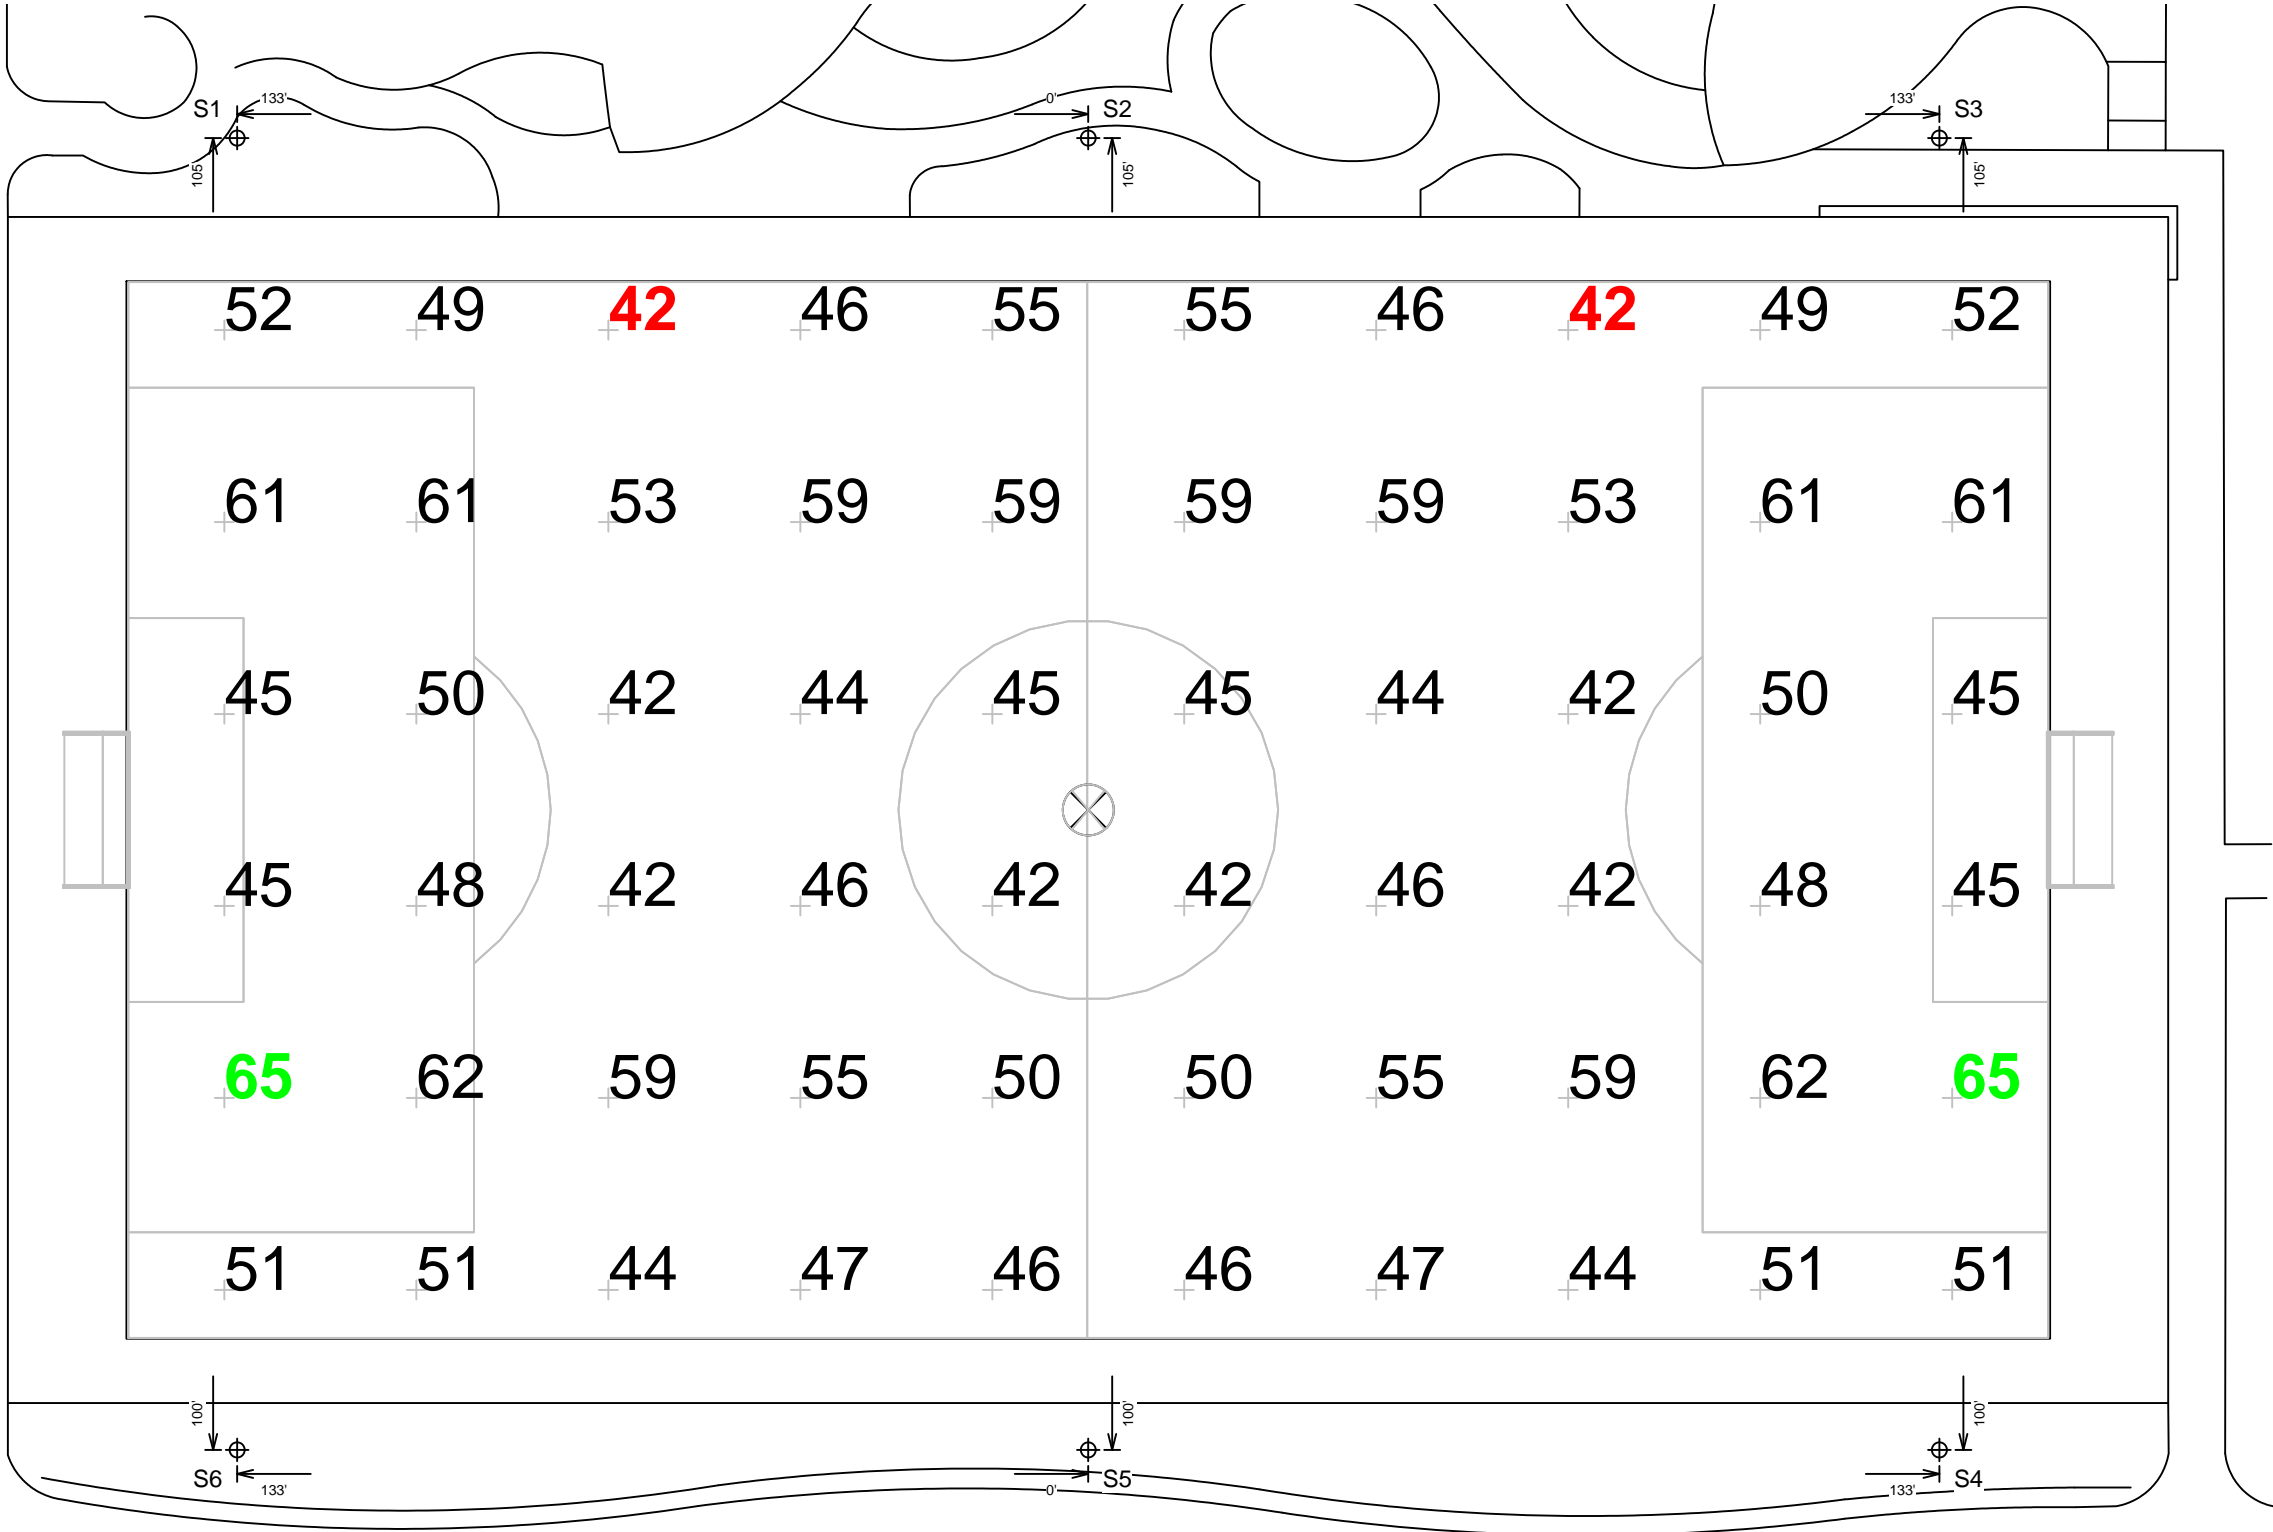 S1 133' 0' S2 133' S3
105' 105' 105'
52 49 42 46 55 55 46 42 49 52
61 61 53 59 59 59 59 53 61 61
45 50 42 44 45 45 44 42 50 45
45 48 42 46 42 42 46 42 48 45
65 62 59 55 50 50 55 59 62 65
51 51 44 47 46 46 47 44 51 51
100' 100' 100'
S6 133' 0' S5 133' S4